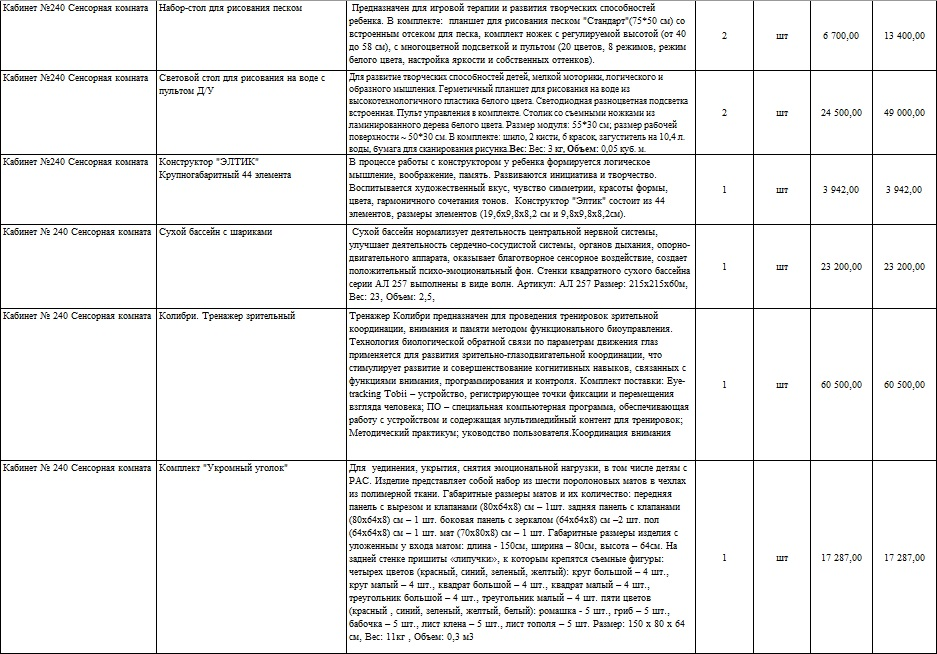 Кабинет №240 Сенсорная комната
Набор-стол для рисования песком
Предназначен для игровой терапии и развития творческих способностей
ребенка. В комплекте: планшет для рисования песком "Стандарт"(75*50 см) со
встроенным отсеком для песка, комплект ножек с регулируемой высотой (от 40
до 58 см), с многоцветной подсветкой и пультом (20 цветов, 8 режимов, режим
белого цвета, настройка яркости и собственных оттенков).
2
шт
6 700,00
13 400,00
Кабинет №240 Сенсорная комната
Световой стол для рисования на воде с
пультом Д/У
Для развитие творческих способностей детей, мелкой моторики, логического и
образного мышления. Герметичный планшет для рисования на воде из
высокотехнологичного пластика белого цвета. Светодиодная разноцветная подсветка
встроенная. Пульт управления в комплекте. Столик со съемными ножками из
ламинированного дерева белого цвета. Размер модуля: 55*30 см; размер рабочей
поверхности ~ 50*30 см. В комплекте: шило, 2 кисти, 6 красок, загуститель на 10,4 л.
воды, бумага для сканирования рисунка.Вес: Вес: 3 кг, Объем: 0,05 куб. м.
2
шт
24 500,00
49 000,00
Кабинет №240 Сенсорная комната
Конструктор "ЭЛТИК"
Крупногабаритный 44 элемента
В процессе работы с конструктором у ребенка формируется логическое
мышление, воображение, память. Развиваются инициатива и творчество.
Воспитывается художественный вкус, чувство симметрии, красоты формы,
цвета, гармоничного сочетания тонов. Конструктор "Элтик" состоит из 44
элементов, размеры элементов (19,6х9,8х8,2 см и 9,8х9,8х8,2см).
1
шт
3 942,00
3 942,00
Кабинет № 240 Сенсорная комната
Сухой бассейн с шариками
Сухой бассейн нормализует деятельность центральной нервной системы,
улучшает деятельность сердечно-сосудистой системы, органов дыхания, опорно-
двигательного аппарата, оказывает благотворное сенсорное воздействие, создает
положительный психо-эмоциональный фон. Стенки квадратного сухого бассейна
серии АЛ 257 выполнены в виде волн. Артикул: АЛ 257 Размер: 215х215х60м,
Вес: 23, Объем: 2,5,
1
шт
23 200,00
23 200,00
Кабинет № 240 Сенсорная комната
Колибри. Тренажер зрительный
Тренажер Колибри предназначен для проведения тренировок зрительной
координации, внимания и памяти методом функционального биоуправления.
Технология биологической обратной связи по параметрам движения глаз
применяется для развития зрительно-глазодвигательной координации, что
стимулирует развитие и совершенствование когнитивных навыков, связанных с
функциями внимания, программирования и контроля. Комплект поставки: Eye-
tracking Tobii – устройство, регистрирующее точки фиксации и перемещения
взгляда человека; ПО – специальная компьютерная программа, обеспечивающая
работу с устройством и содержащая мультимедийный контент для тренировок;
Методический практикум; уководство пользователя.Координация внимания
1
шт
60 500,00
60 500,00
Кабинет № 240 Сенсорная комната
Комплект "Укромный уголок"
Для уединения, укрытия, снятия эмоциональной нагрузки, в том числе детям с
РАС. Изделие представляет собой набор из шести поролоновых матов в чехлах
из полимерной ткани. Габаритные размеры матов и их количество: передняя
панель с вырезом и клапанами (80х64х8) см – 1шт. задняя панель с клапанами
(80х64х8) см – 1 шт. боковая панель с зеркалом (64х64х8) см –2 шт. пол
(64х64х8) см – 1 шт. мат (70х80х8) см – 1 шт. Габаритные размеры изделия с
уложенным у входа матом: длина - 150см, ширина – 80см, высота – 64см. На
задней стенке пришиты «липучки», к которым крепятся съемные фигуры:
четырех цветов (красный, синий, зеленый, желтый): круг большой – 4 шт.,
круг малый – 4 шт., квадрат большой – 4 шт., квадрат малый – 4 шт.,
треугольник большой – 4 шт., треугольник малый – 4 шт. пяти цветов
(красный , синий, зеленый, желтый, белый): ромашка - 5 шт., гриб – 5 шт.,
бабочка – 5 шт., лист клена – 5 шт., лист тополя – 5 шт. Размер: 150 х 80 х 64
см, Вес: 11кг , Объем: 0,3 м3
1
шт
17 287,00
17 287,00